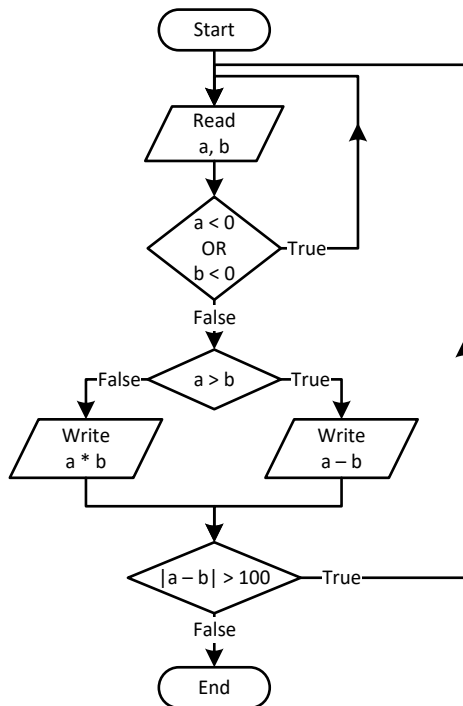 Start
Read
a, b
a < 0
OR
b < 0
True
False
False
a > b
True
Write
a * b
Write
a – b
|a – b| > 100
True
False
End